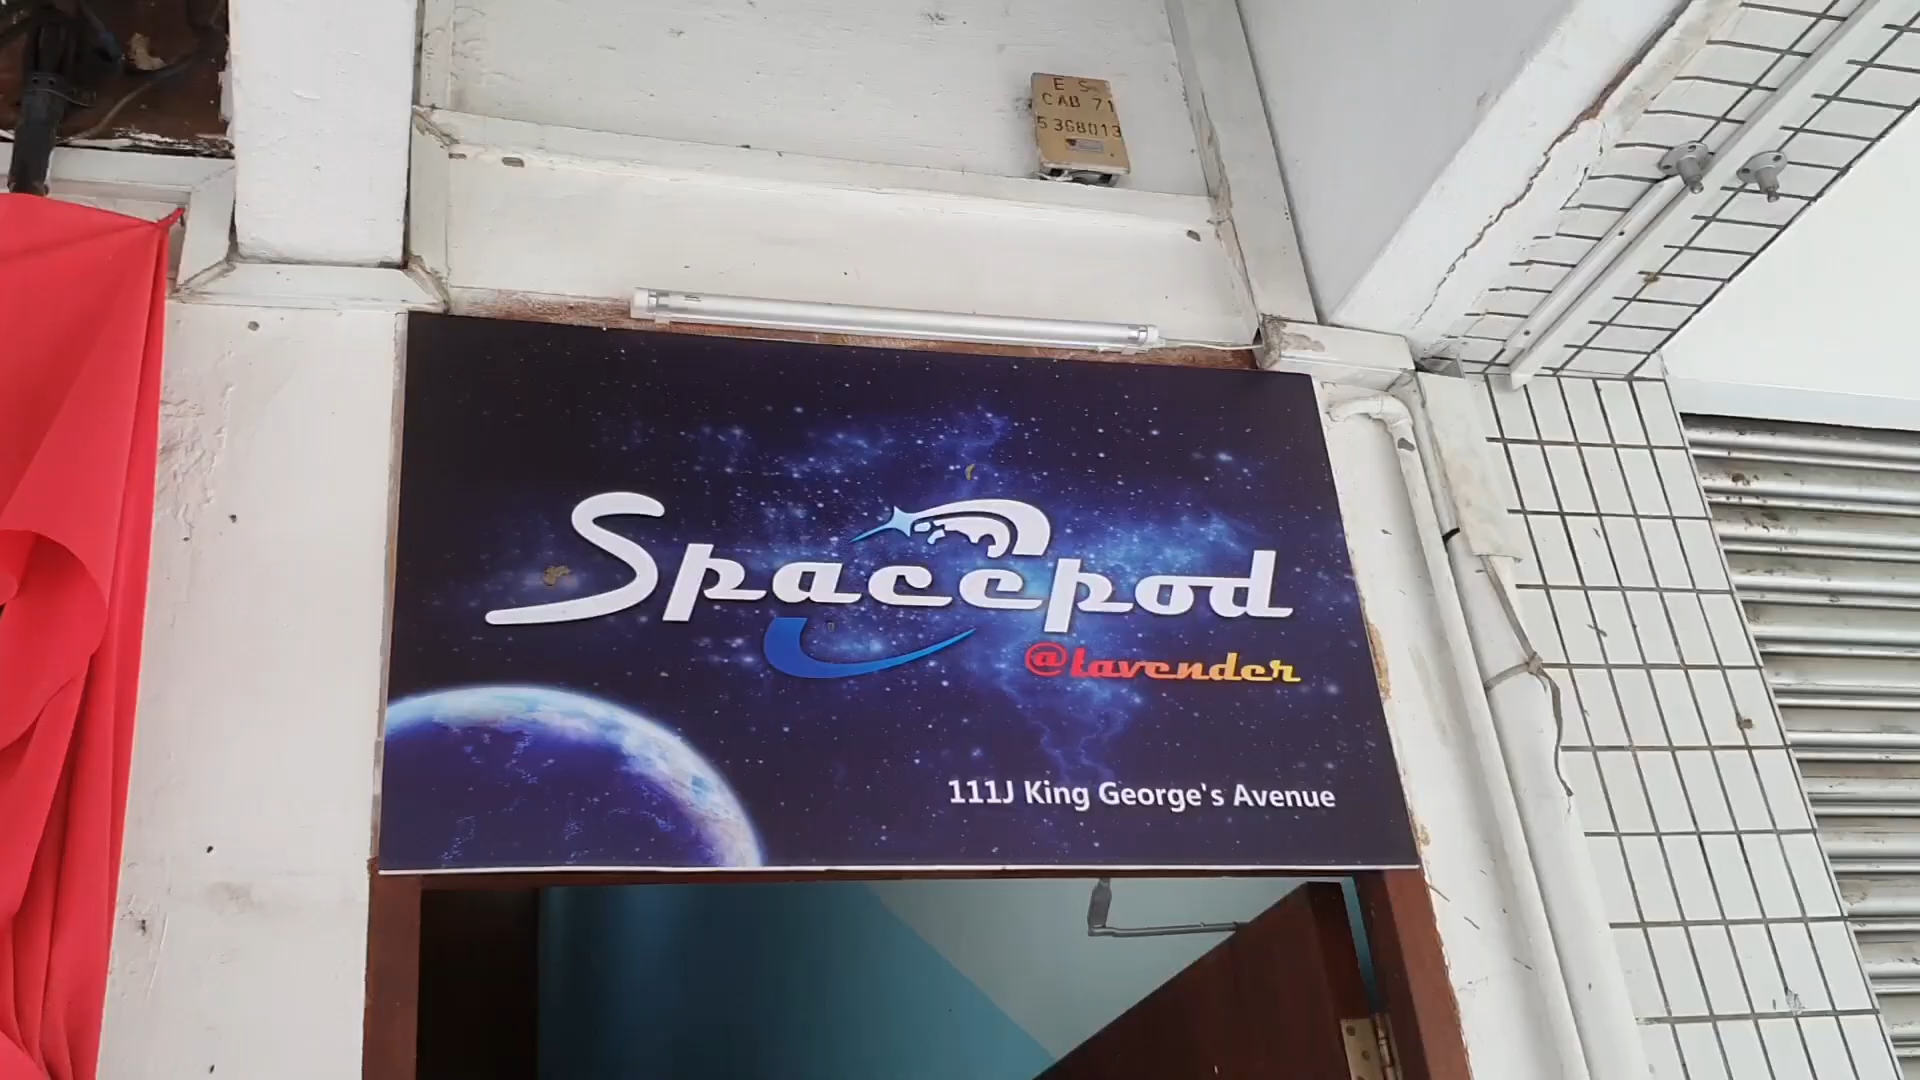 E S
CAB 71
5368013
Spacepod
@Lavender
111J King George's Avenue